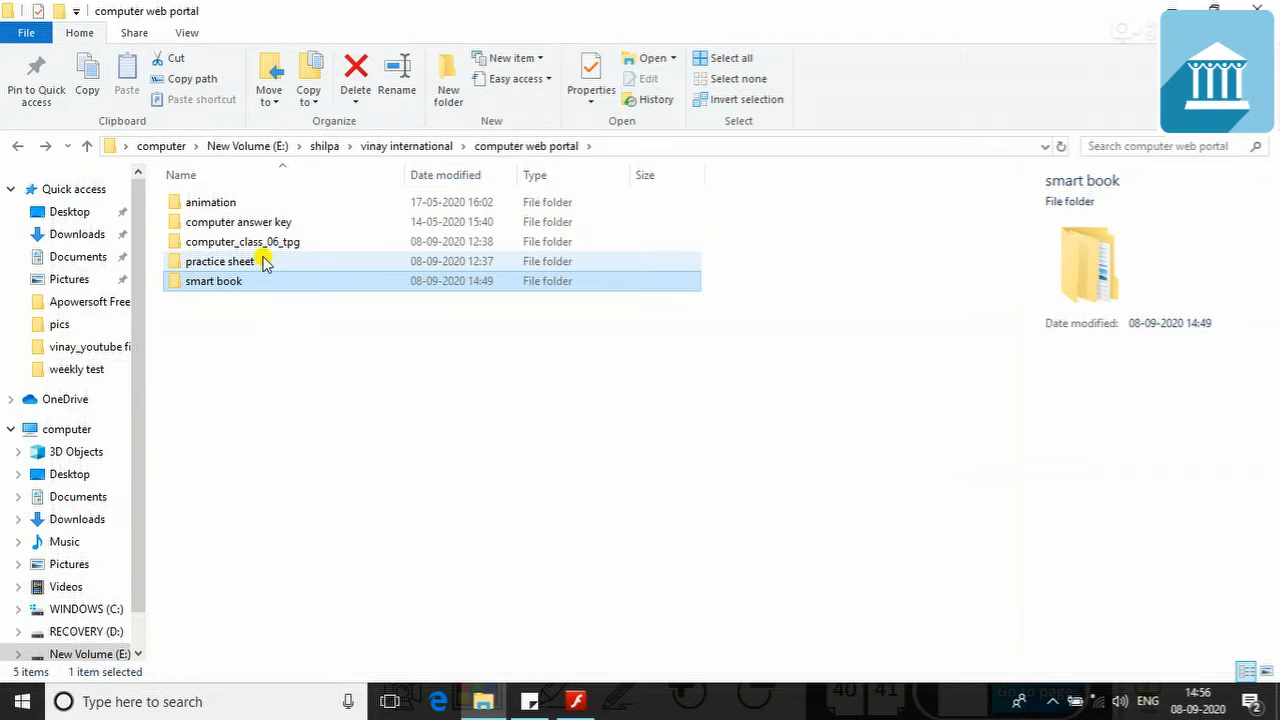 computer web portal
File Home Share View
Pin to Quick access
Copy
Paste
Cut
Copy path
Paste shortcut
Clipboard
Move to
Copy to
Delete
Rename
Organize
New folder
New item
Easy access
New
Properties
Open
Edit
History
Open
Select all
Select none
Invert selection
Select
computer New Volume (E:) shilpa vinay international computer web portal
Search computer web portal
Name Date modified Type Size
animation 17-05-2020 16:02 File folder
computer answer key 14-05-2020 15:40 File folder
computer_class_06_tpg 08-09-2020 12:38 File folder
practice sheet 08-09-2020 12:37 File folder
smart book 08-09-2020 14:49 File folder
Quick access
Desktop
Downloads
Documents
Pictures
Apowersoft Free
pics
vinay_youtube fi
weekly test
OneDrive
computer
3D Objects
Desktop
Documents
Downloads
Music
Pictures
Videos
WINDOWS (C:)
RECOVERY (D:)
New Volume (E:)
smart book
File folder
Date modified: 08-09-2020 14:49
5 items 1 item selected
Type here to search
40 41
Go to page
ENG
14:56
08-09-2020
2